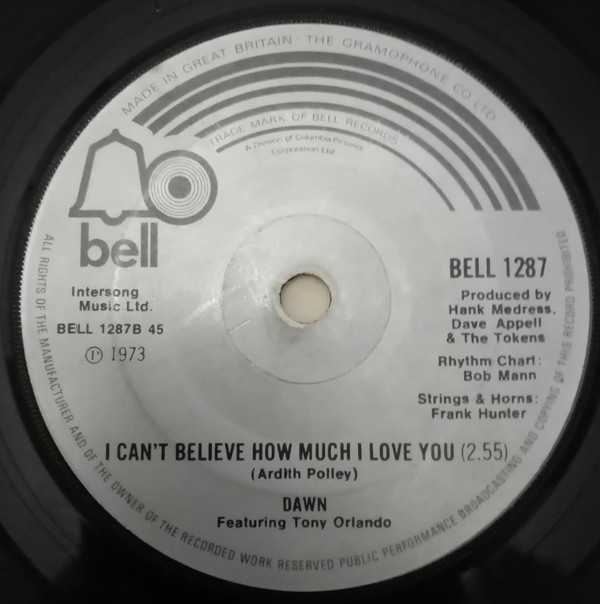 MADE IN GREAT BRITAIN · THE GRAMOPHONE CO LTD
TRADE MARK OF BELL RECORDS
A Division of Columbia Pictures
Corporation Ltd
bell
BELL 1287
Intersong
Music Ltd.
BELL 1287B 45
Ⓟ 1973
Produced by
Hank Medress,
Dave Appell
& The Tokens
Rhythm Chart:
Bob Mann
Strings & Horns:
Frank Hunter
I CAN'T BELIEVE HOW MUCH I LOVE YOU (2.55)
(Ardith Polley)
DAWN
Featuring Tony Orlando
ALL RIGHTS OF THE MANUFACTURER AND OF THE OWNER OF THE RECORDED WORK RESERVED PUBLIC PERFORMANCE BROADCASTING AND COPYING OF THIS RECORD PROHIBITED